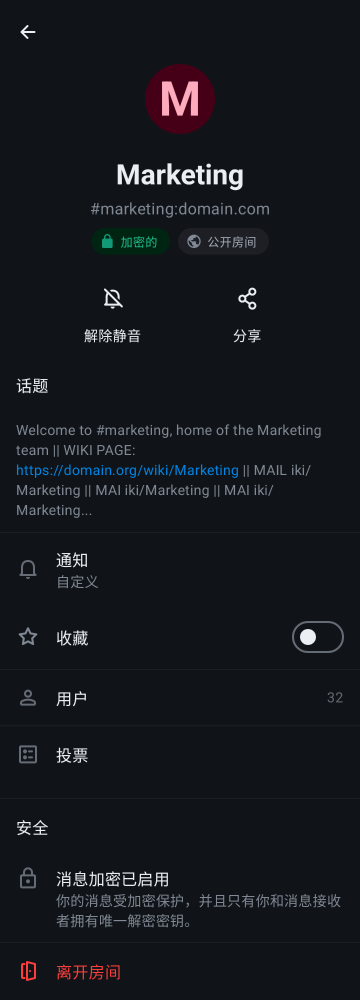 M
Marketing
#marketing:domain.com
加密的
公开房间
解除静音
分享
话题
Welcome to #marketing, home of the Marketing
team || WIKI PAGE:
https://domain.org/wiki/Marketing || MAIL iki/
Marketing || MAI iki/Marketing || MAI iki/
Marketing...
通知
自定义
收藏
用户
32
投票
安全
消息加密已启用
你的消息受加密保护，并且只有你和消息接收
者拥有唯一解密密钥。
离开房间